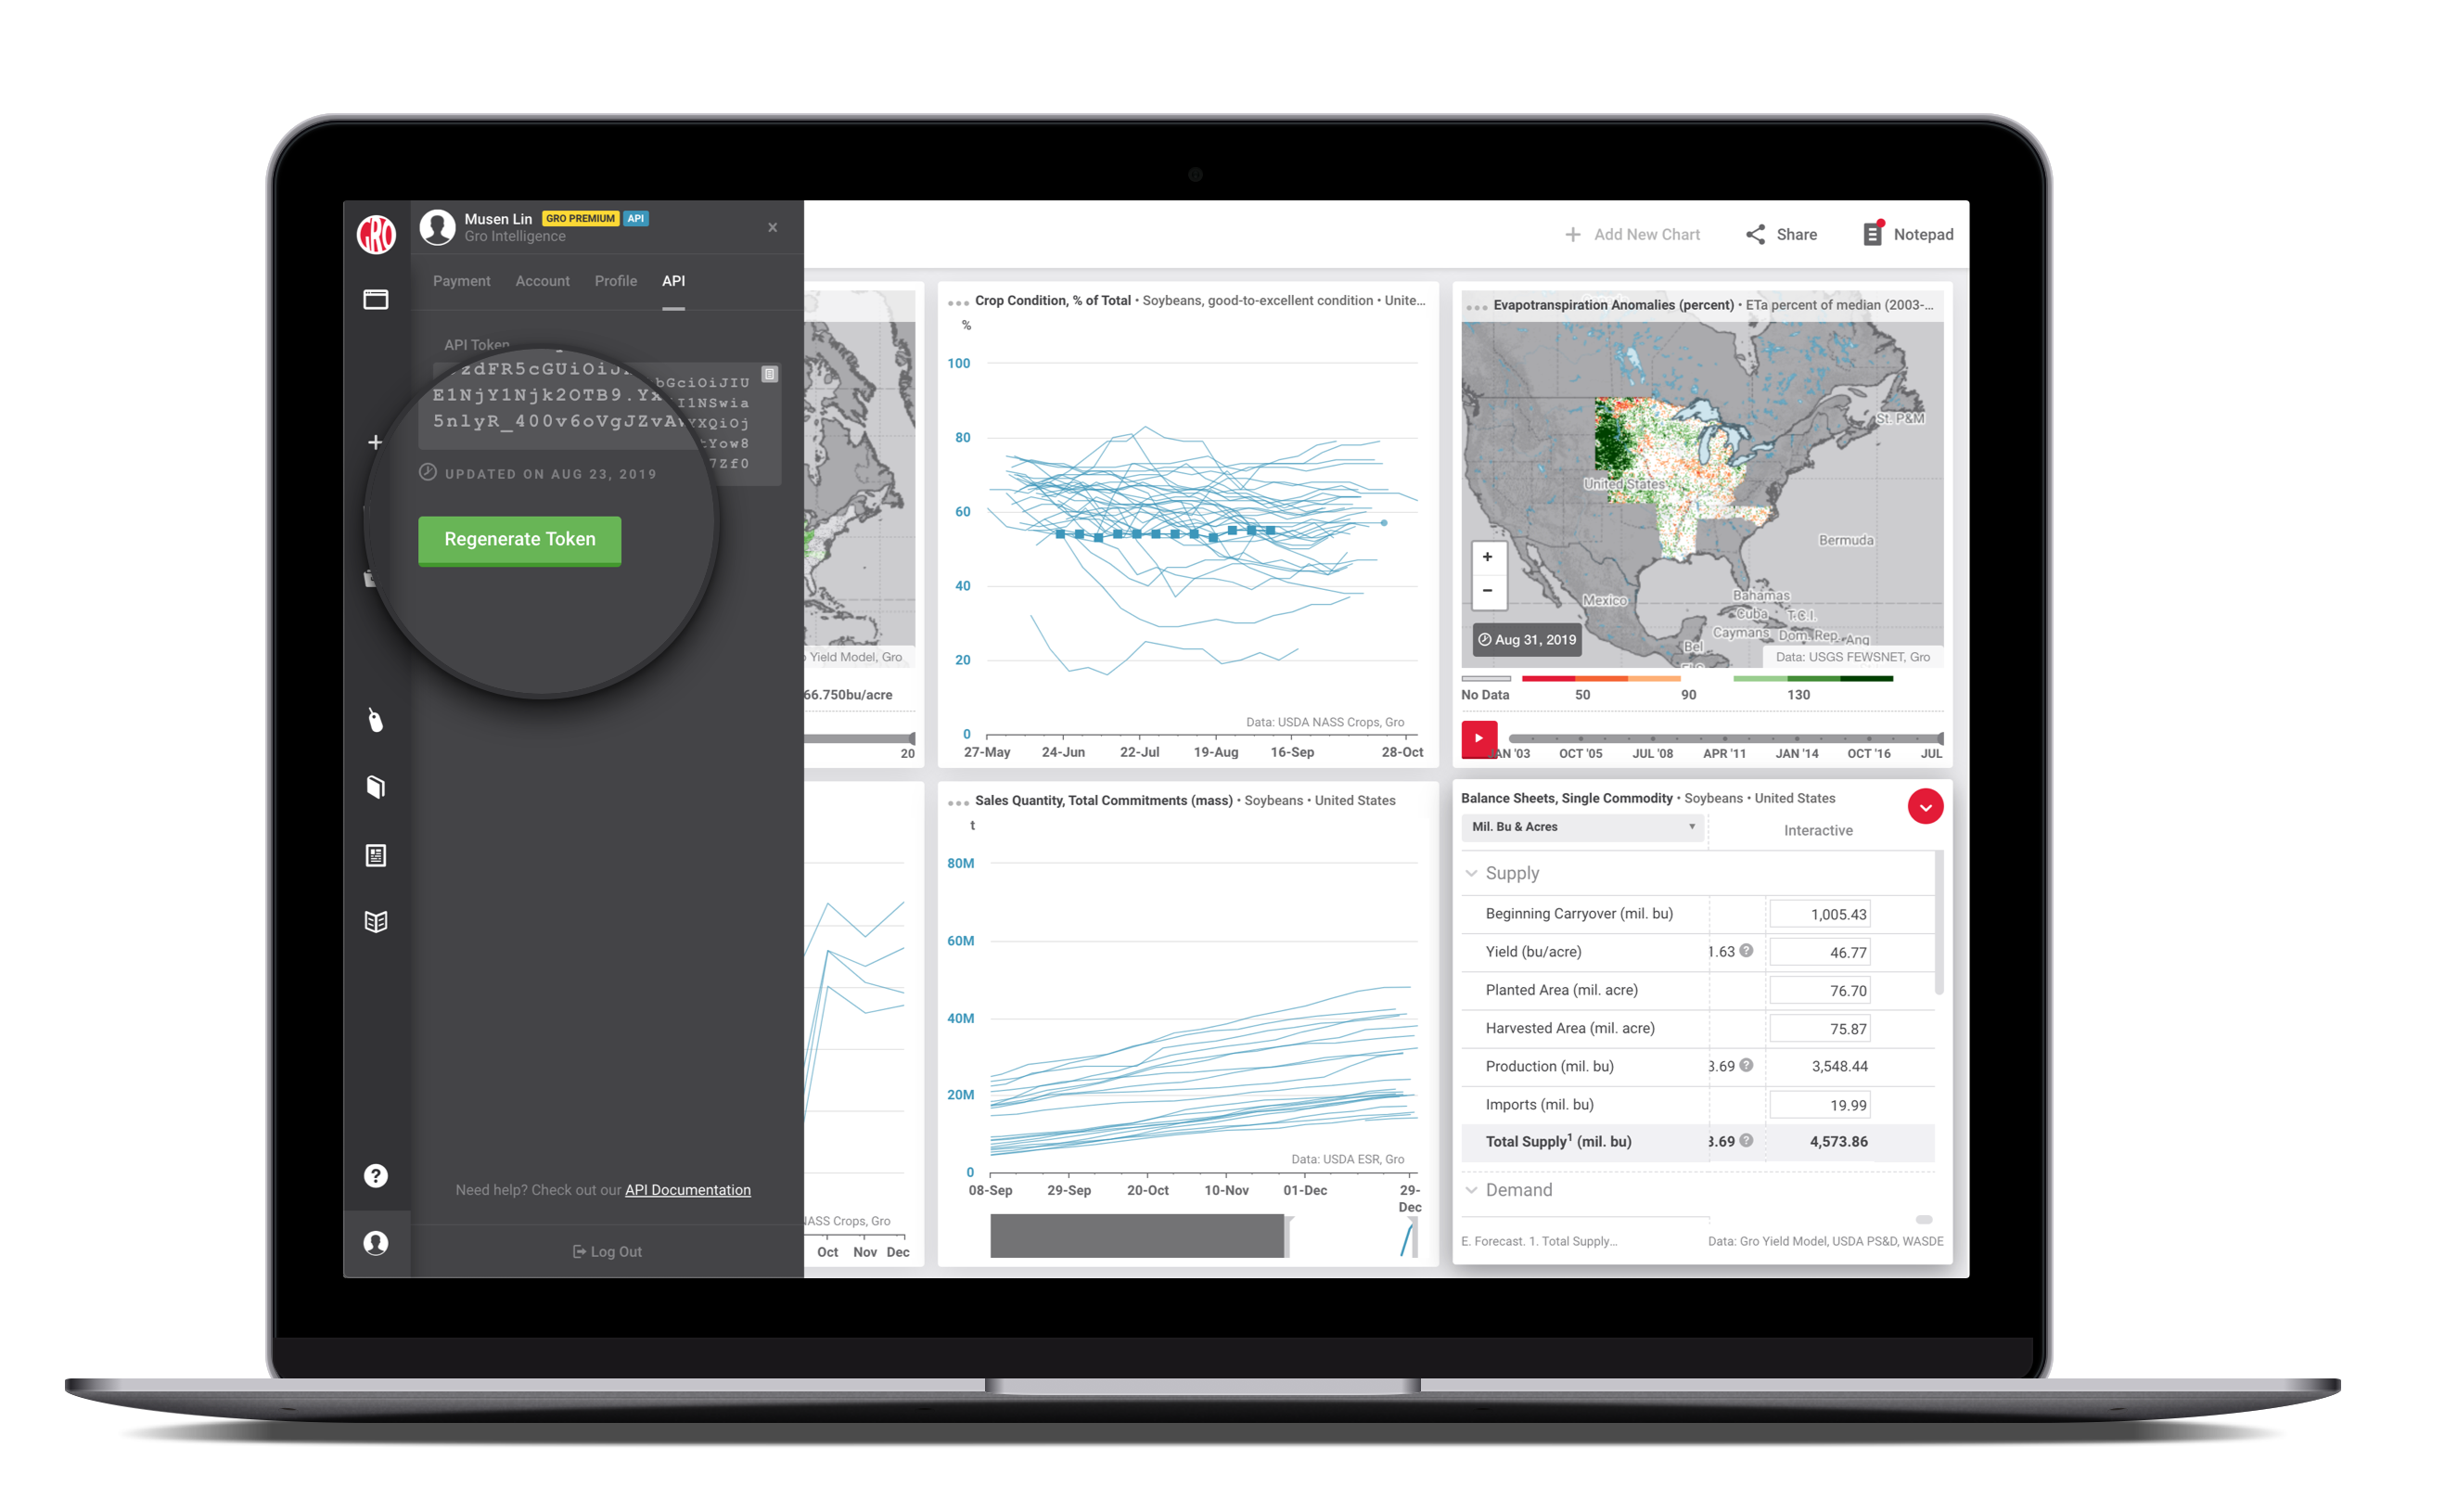 GRO
Musen Lin GRO PREMIUM API
Gro Intelligence
x
Payment Account Profile API
API Token
zdFR5cGUiOiJ
E1NjY1Njk2OTB9.Yx
5nlyR_400v6oVgJZvA
bGciOiJIU
I1NSwia
YXQiOj
Yow8
7Zf0
UPDATED ON AUG 23, 2019
Regenerate Token
Need help? Check out our API Documentation
Log Out
Add New Chart Share Notepad
Yield Model, Gro
66.750bu/acre
20
Crop Condition, % of Total • Soybeans, good-to-excellent condition • Unite...
%
100
80
60
40
20
0
Data: USDA NASS Crops, Gro
27-May 24-Jun 22-Jul 19-Aug 16-Sep 28-Oct
Evapotranspiration Anomalies (percent) • ETa percent of median (2003-...
St. P&M
United States
Bermuda
+
−
Mexico
Bahamas
Cuba T.C.I.
Caymans Dom. Rep. Ang
Bel
Aug 31, 2019
Data: USGS FEWSNET, Gro
No Data 50 90 130
JAN '03 OCT '05 JUL '08 APR '11 JAN '14 OCT '16 JUL
NASS Crops, Gro
Oct Nov Dec
Sales Quantity, Total Commitments (mass) • Soybeans • United States
t
80M
60M
40M
20M
0
Data: USDA ESR, Gro
08-Sep 29-Sep 20-Oct 10-Nov 01-Dec 29-
Dec
Balance Sheets, Single Commodity • Soybeans • United States
Mil. Bu & Acres Interactive
Supply
Beginning Carryover (mil. bu) 1,005.43
Yield (bu/acre) 1.63 ? 46.77
Planted Area (mil. acre) 76.70
Harvested Area (mil. acre) 75.87
Production (mil. bu) 3.69 ? 3,548.44
Imports (mil. bu) 19.99
Total Supply¹ (mil. bu) 3.69 ? 4,573.86
Demand
E. Forecast. 1. Total Supply... Data: Gro Yield Model, USDA PS&D, WASDE